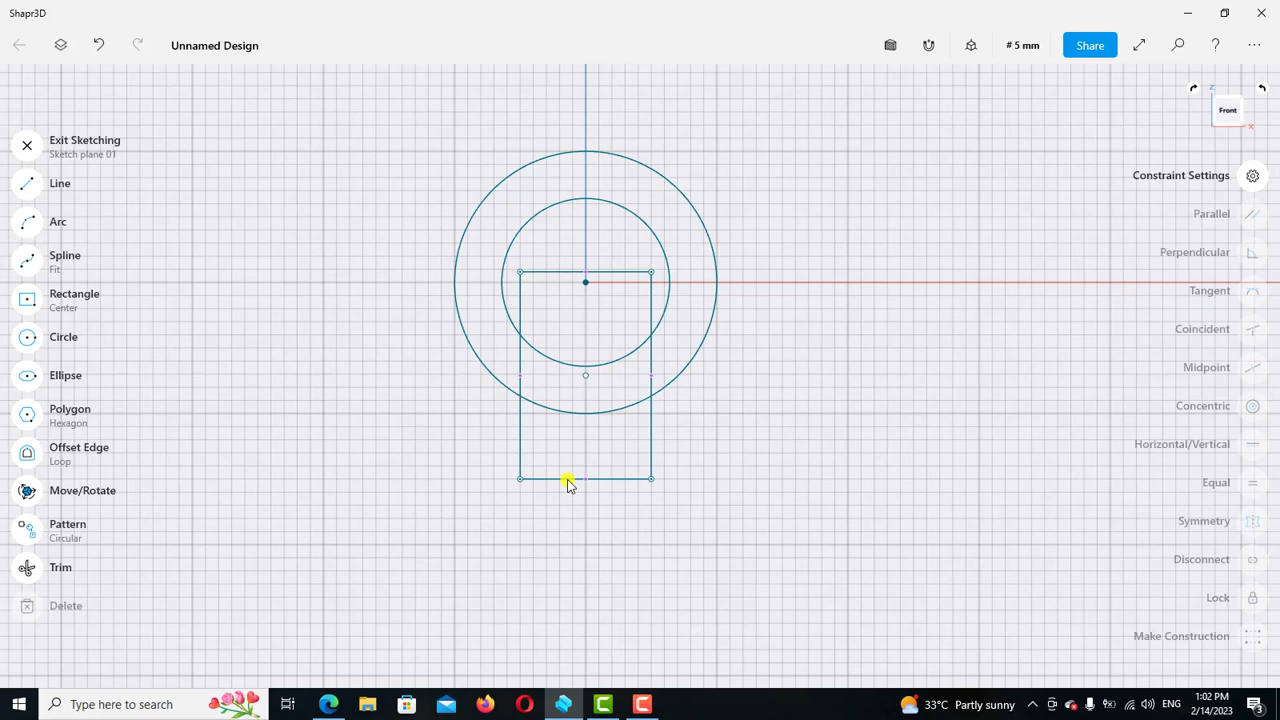 Shapr3D
Unnamed Design
# 5 mm
Share
Z
Front
X
Exit Sketching
Sketch plane 01
Line
Arc
Spline
Fit
Rectangle
Center
Circle
Ellipse
Polygon
Hexagon
Offset Edge
Loop
Move/Rotate
Pattern
Circular
Trim
Delete
Constraint Settings
Parallel
Perpendicular
Tangent
Coincident
Midpoint
Concentric
Horizontal/Vertical
Equal
Symmetry
Disconnect
Lock
Make Construction
Type here to search
33°C Partly sunny
ENG
1:02 PM
2/14/2023
3